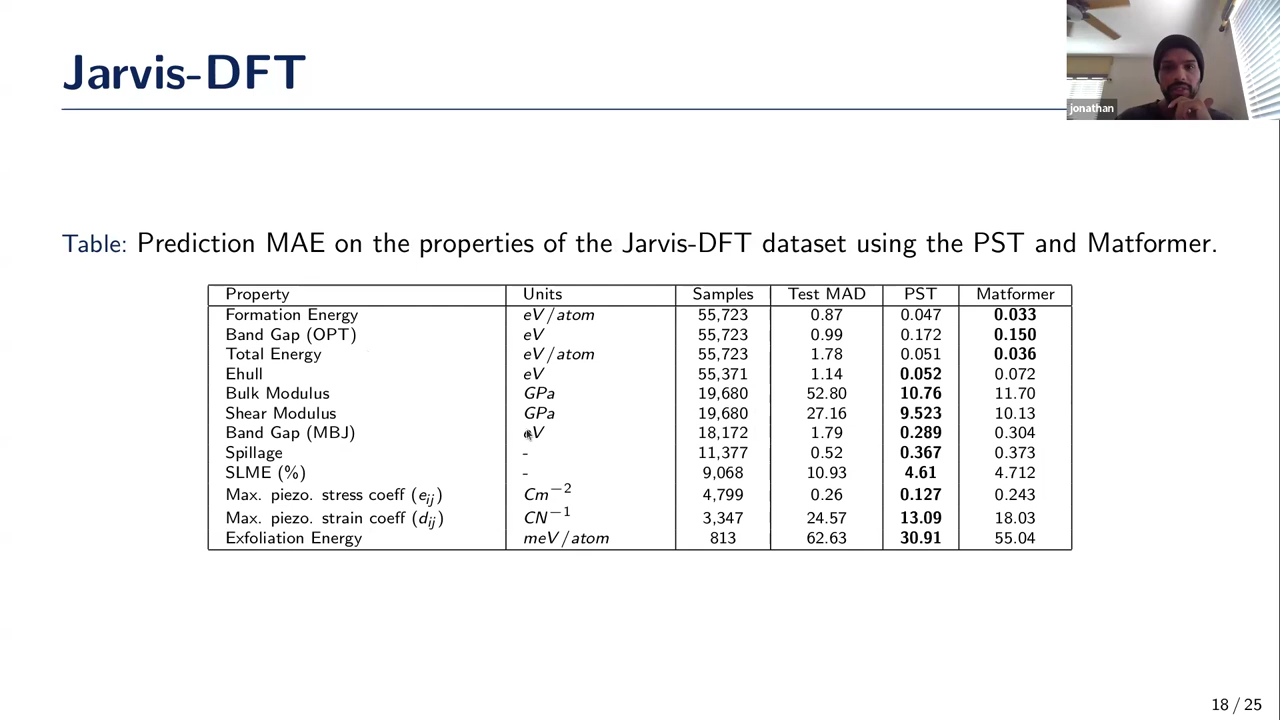 Jarvis-DFT
jonathan
Table: Prediction MAE on the properties of the Jarvis-DFT dataset using the PST and Matformer.
Property Units Samples Test MAD PST Matformer
Formation Energy eV/atom 55,723 0.87 0.047 0.033
Band Gap (OPT) eV 55,723 0.99 0.172 0.150
Total Energy eV/atom 55,723 1.78 0.051 0.036
Ehull eV 55,371 1.14 0.052 0.072
Bulk Modulus GPa 19,680 52.80 10.76 11.70
Shear Modulus GPa 19,680 27.16 9.523 10.13
Band Gap (MBJ) eV 18,172 1.79 0.289 0.304
Spillage - 11,377 0.52 0.367 0.373
SLME (%) - 9,068 10.93 4.61 4.712
Max. piezo. stress coeff (e_ij) Cm^−2 4,799 0.26 0.127 0.243
Max. piezo. strain coeff (d_ij) CN^−1 3,347 24.57 13.09 18.03
Exfoliation Energy meV/atom 813 62.63 30.91 55.04
18 / 25